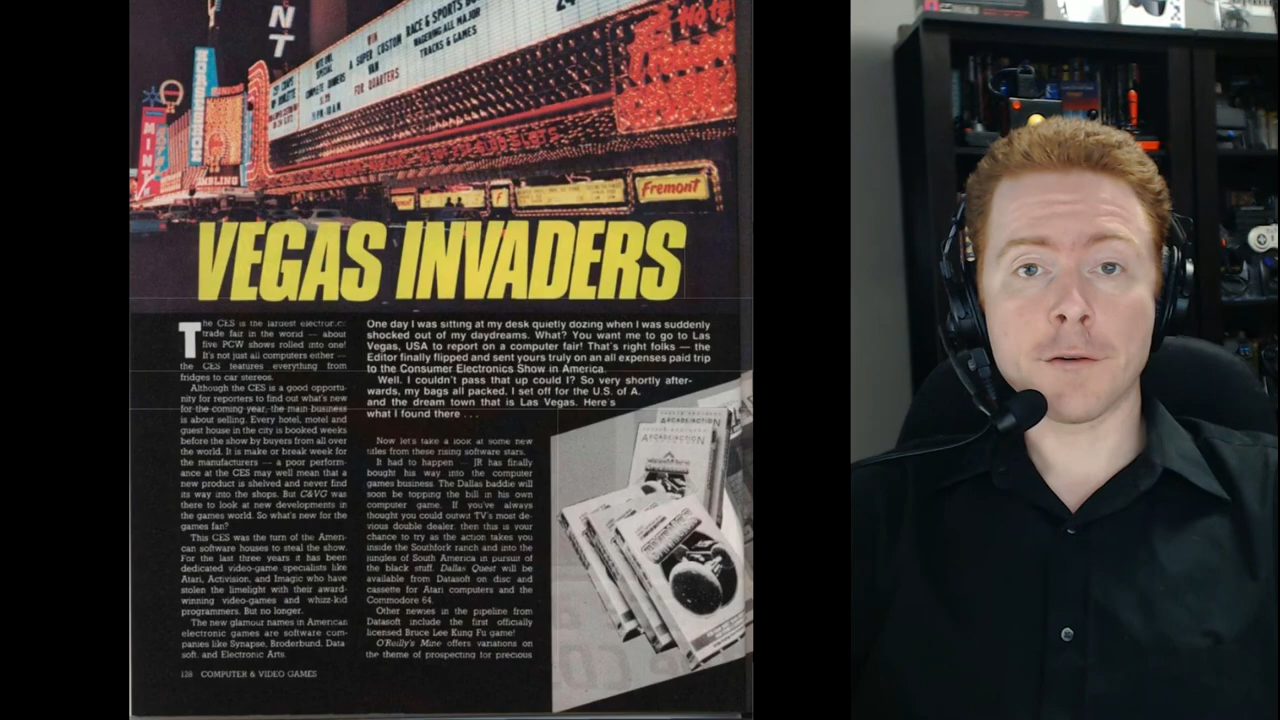 NT
RACE & SPORTS
WIN
A SUPER CUSTOM
VAN
FOR QUARTERS
WAGERING ALL MAJOR
TRACKS & GAMES
24
Hote
MINT
Fremont
VEGAS INVADERS
The CES is the largest electronic
trade fair in the world — about
five PCW shows rolled into one!
It's not just all computers either —
the CES features everything from
fridges to car stereos.
Although the CES is a good opportu-
nity for reporters to find out what's new
for the coming year, the main business
is about selling. Every hotel, motel and
guest house in the city is booked weeks
before the show by buyers from all over
the world. It is make or break week for
the manufacturers — a poor perform-
ance at the CES may well mean that a
new product is shelved and never find
its way into the shops. But C&VG was
there to look at new developments in
the games world. So what's new for the
games fan?
This CES was the turn of the Ameri-
can software houses to steal the show.
For the last three years it has been
dedicated video-game specialists like
Atari, Activision, and Imagic who have
stolen the limelight with their award-
winning video-games and whizz-kid
programmers. But no longer.
The new glamour names in American
electronic games are software com-
panies like Synapse, Broderbund, Data
soft, and Electronic Arts.
One day I was sitting at my desk quietly dozing when I was suddenly
shocked out of my daydreams. What? You want me to go to Las
Vegas, USA to report on a computer fair! That's right folks — the
Editor finally flipped and sent yours truly on an all expenses paid trip
to the Consumer Electronics Show in America.
Well. I couldn't pass that up could I? So very shortly after-
wards, my bags all packed, I set off for the U.S. of A.
and the dream town that is Las Vegas. Here's
what I found there . . .
Now let's take a look at some new
titles from these rising software stars.
It had to happen — JR has finally
bought his way into the computer
games business. The Dallas baddie will
soon be topping the bill in his own
computer game. If you've always
thought you could outwit TV's most de-
vious double dealer, then this is your
chance to try as the action takes you
inside the Southfork ranch and into the
jungles of South America in pursuit of
the black stuff. Dallas Quest will be
available from Datasoft on disc and
cassette for Atari computers and the
Commodore 64.
Other newies in the pipeline from
Datasoft include the first officially
licensed Bruce Lee Kung Fu game!
O'Reilly's Mine offers variations on
the theme of prospecting for precious
ARCADE/ACTION
128 COMPUTER & VIDEO GAMES